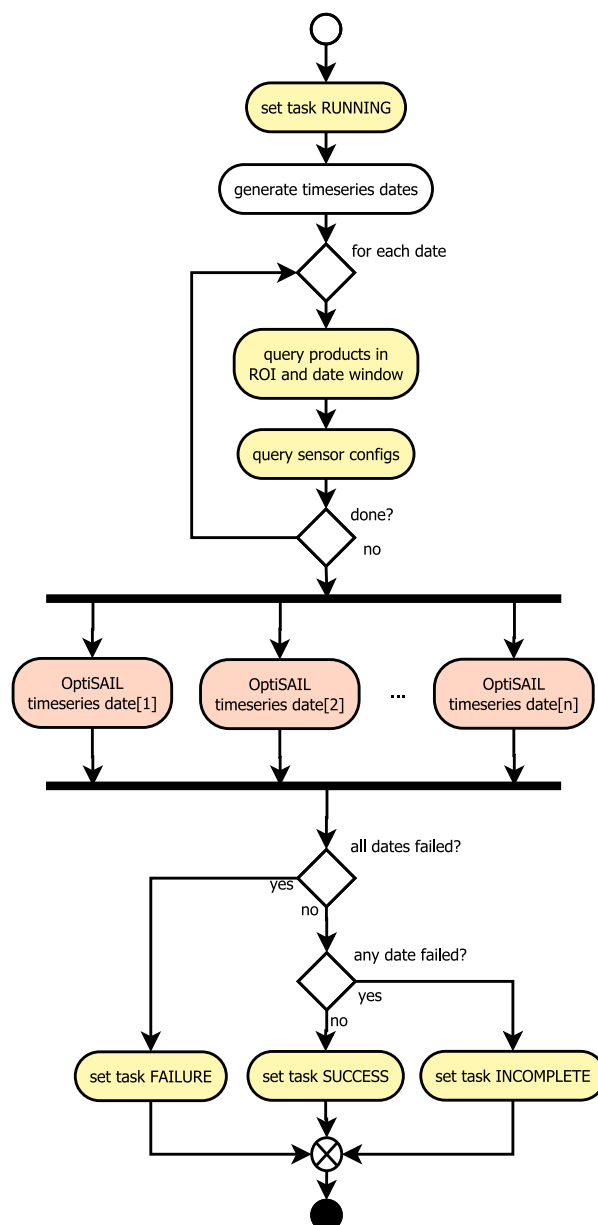 set task RUNNING
generate timeseries dates
for each date
query products in
ROI and date window
query sensor configs
done?
no
OptiSAIL
timeseries date[1]
OptiSAIL
timeseries date[2]
...
OptiSAIL
timeseries date[n]
all dates failed?
yes
no
any date failed?
yes
no
set task FAILURE
set task SUCCESS
set task INCOMPLETE